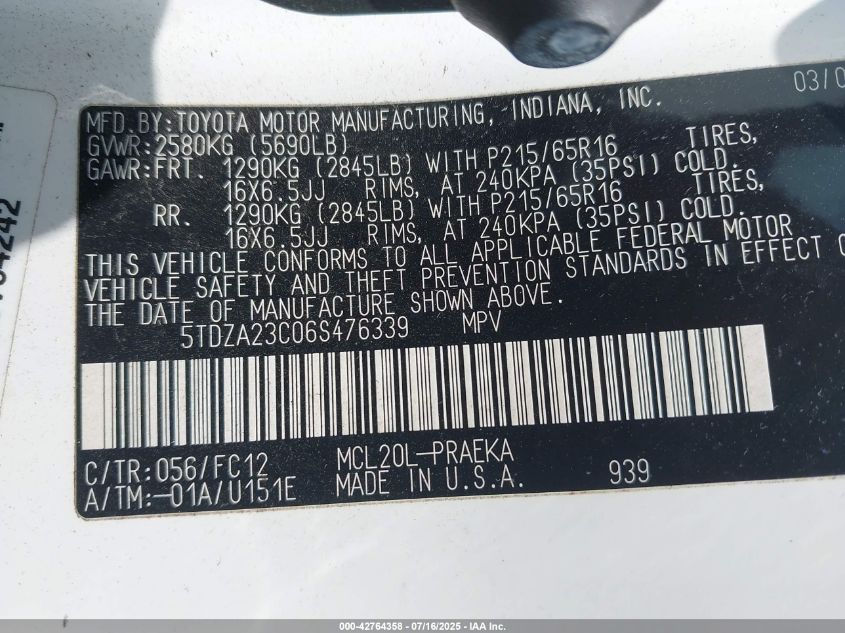 03/0
MFD.BY:TOYOTA MOTOR MANUFACTURING, INDIANA, INC.
GVWR:2580KG (5690LB)
GAWR:FRT. 1290KG (2845LB) WITH P215/65R16 TIRES,
16X6.5JJ RIMS, AT 240KPA (35PSI) COLD.
RR. 1290KG (2845LB) WITH P215/65R16 TIRES,
16X6.5JJ RIMS, AT 240KPA (35PSI) COLD.
THIS VEHICLE CONFORMS TO ALL APPLICABLE FEDERAL MOTOR
VEHICLE SAFETY AND THEFT PREVENTION STANDARDS IN EFFECT O
THE DATE OF MANUFACTURE SHOWN ABOVE.
5TDZA23C06S476339 MPV
C/TR:056/FC12 MCL20L-PRAEKA
A/TM:-01A/U151E MADE IN U.S.A. 939
000-42764358 | 07/16/2025 | IAA Inc.